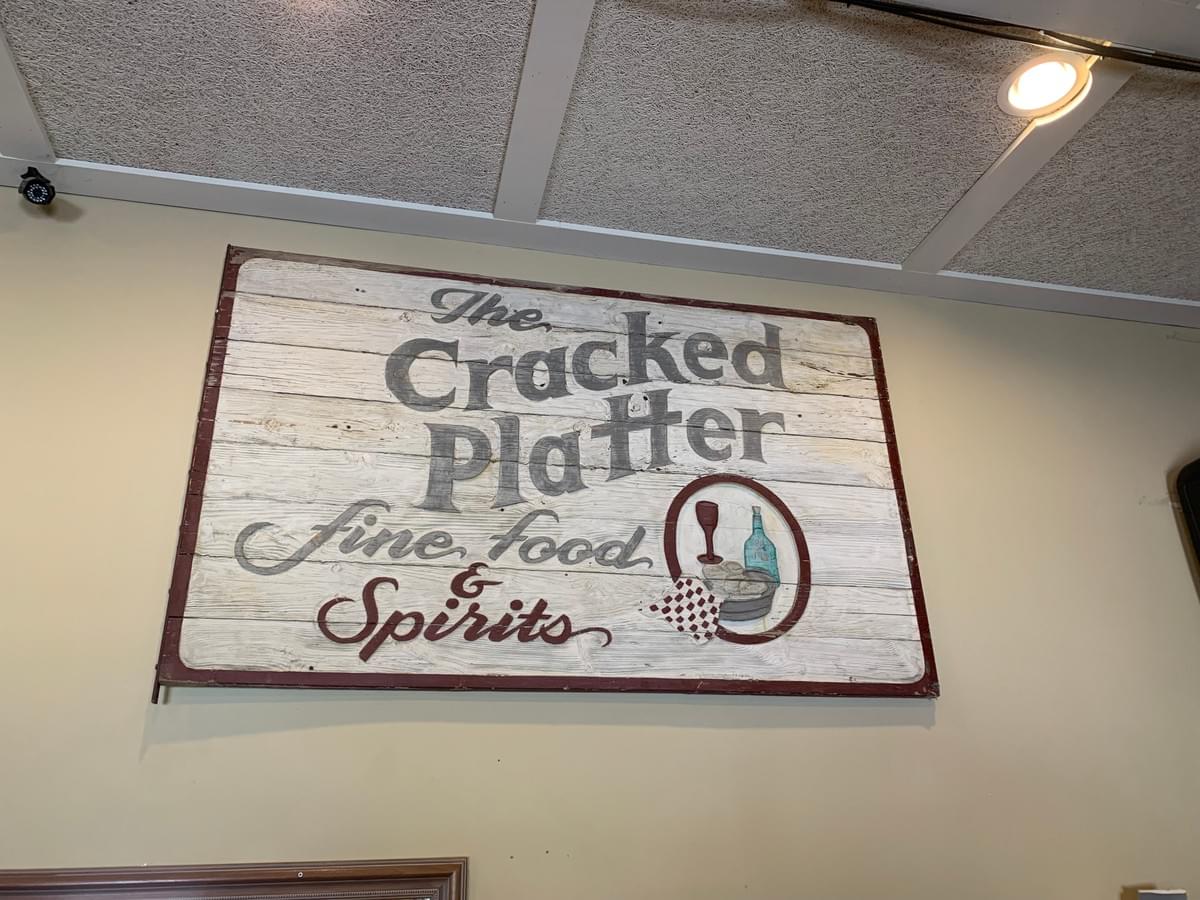 The
Cracked
Platter
fine food
&
Spirits